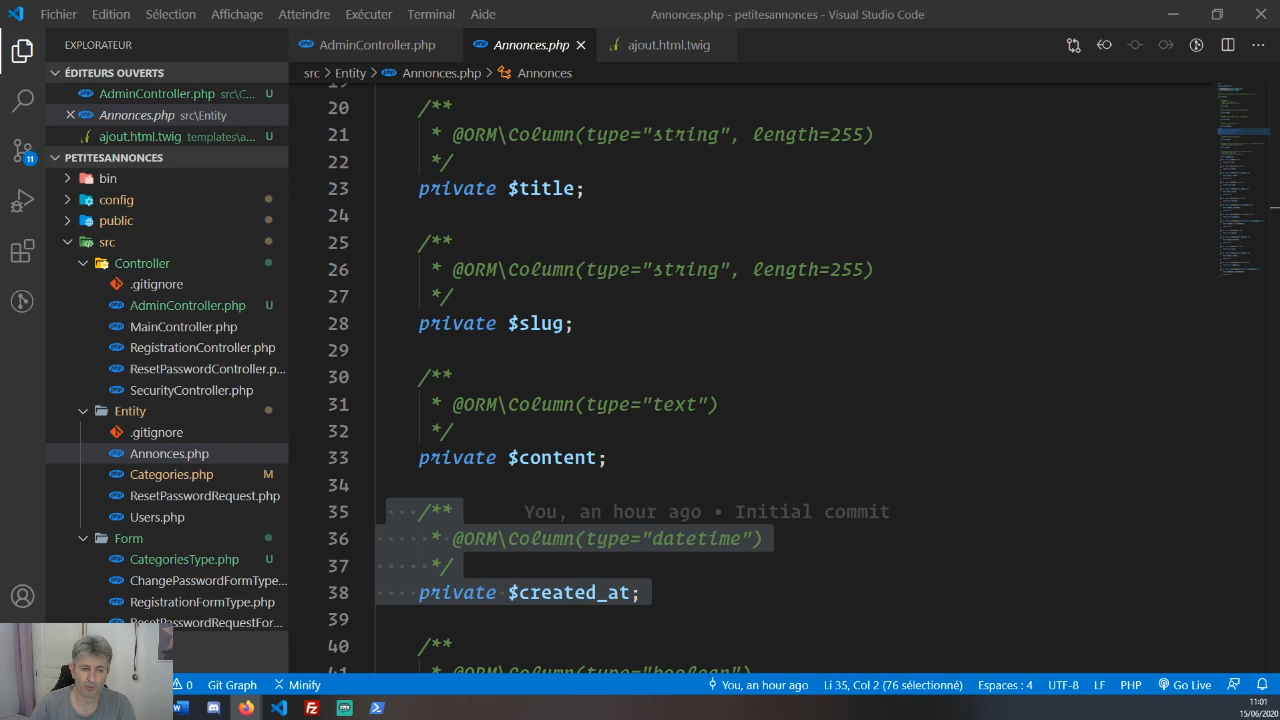 Fichier Edition Sélection Affichage Atteindre Exécuter Terminal Aide
Annonces.php - petitesannonces - Visual Studio Code
EXPLORATEUR
ÉDITEURS OUVERTS
AdminController.php src\C... U
Annonces.php src\Entity
ajout.html.twig templates\a... U
PETITESANNONCES
bin
config
public
src
Controller
.gitignore
AdminController.php U
MainController.php
RegistrationController.php
ResetPasswordController.p...
SecurityController.php
Entity
.gitignore
Annonces.php
Categories.php M
ResetPasswordRequest.php
Users.php
Form
CategoriesType.php U
ChangePasswordFormType...
RegistrationFormType.php
ResetPasswordRequestFor...
11
AdminController.php
Annonces.php
ajout.html.twig
src > Entity > Annonces.php > Annonces
19
20 /**
21 * @ORM\Column(type="string", length=255)
22 */
23 private $title;
24
25 /**
26 * @ORM\Column(type="string", length=255)
27 */
28 private $slug;
29
30 /**
31 * @ORM\Column(type="text")
32 */
33 private $content;
34
35 /** You, an hour ago • Initial commit
36 * @ORM\Column(type="datetime")
37 */
38 private $created_at;
39
40 /**
41 * @ORM\Column(type="boolean")
0 Git Graph Minify
You, an hour ago Li 35, Col 2 (76 sélectionné) Espaces : 4 UTF-8 LF PHP Go Live
11:01
15/06/2020